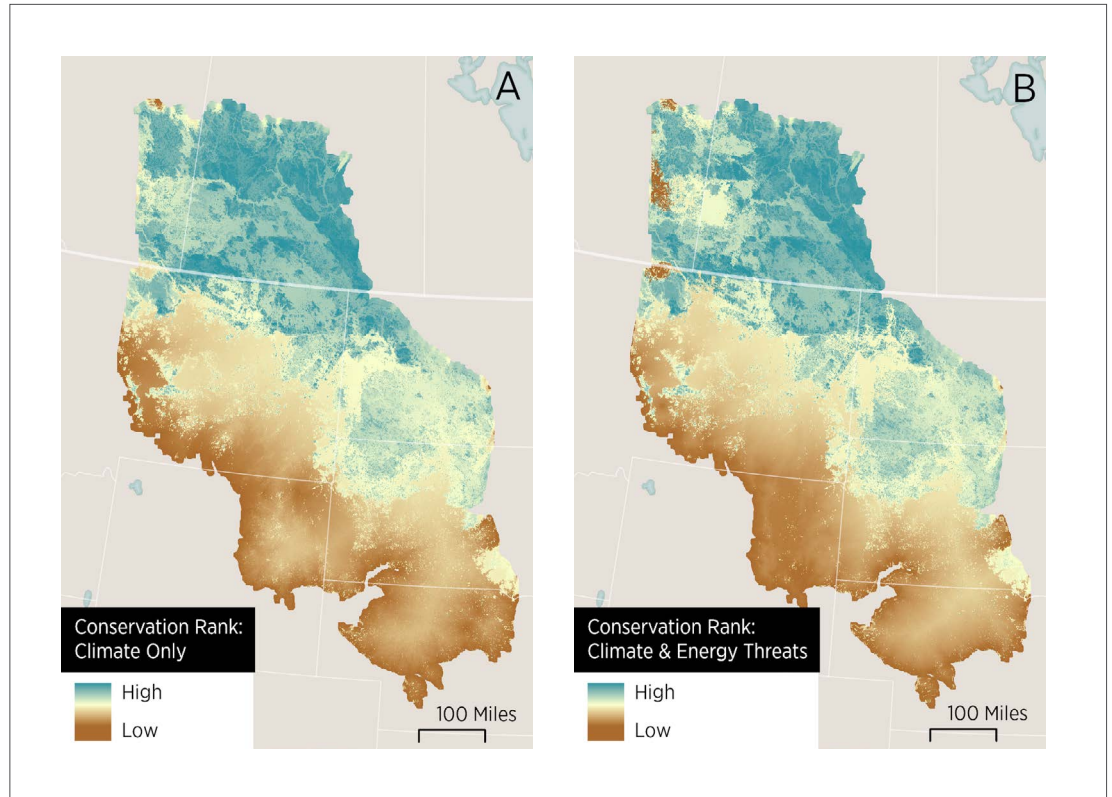 A
Conservation Rank:
Climate Only
High
Low
100 Miles
B
Conservation Rank:
Climate & Energy Threats
High
Low
100 Miles